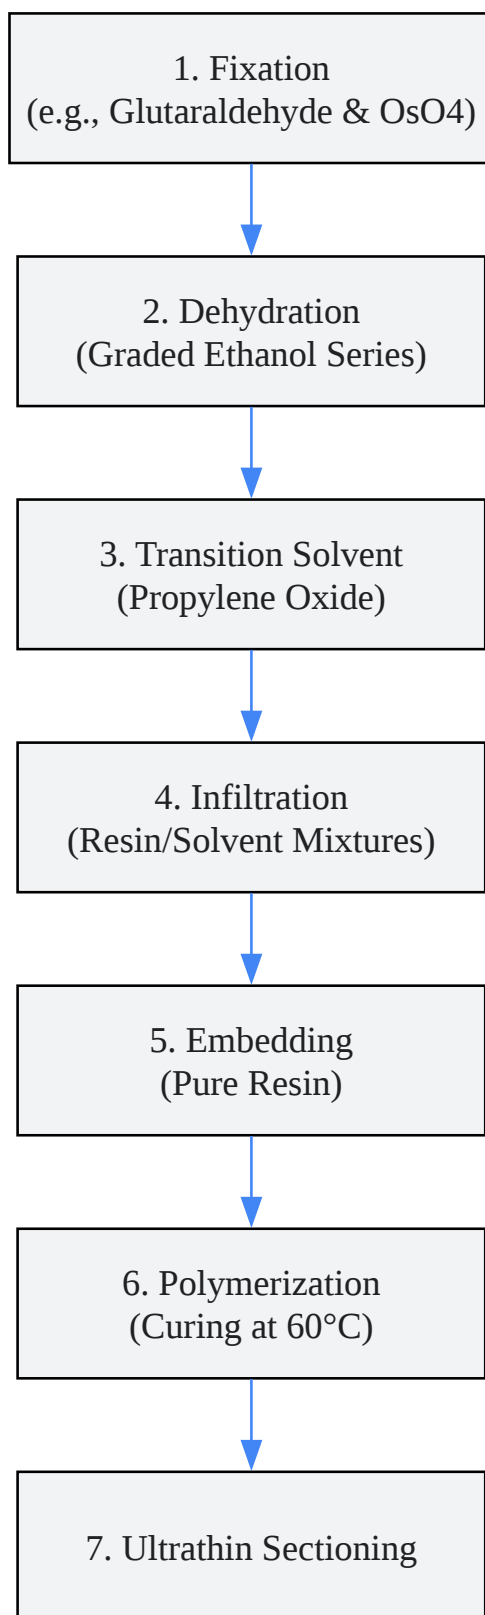 1. Fixation
(e.g., Glutaraldehyde & OsO4)
2. Dehydration
(Graded Ethanol Series)
3. Transition Solvent
(Propylene Oxide)
4. Infiltration
(Resin/Solvent Mixtures)
5. Embedding
(Pure Resin)
6. Polymerization
(Curing at 60°C)
7. Ultrathin Sectioning